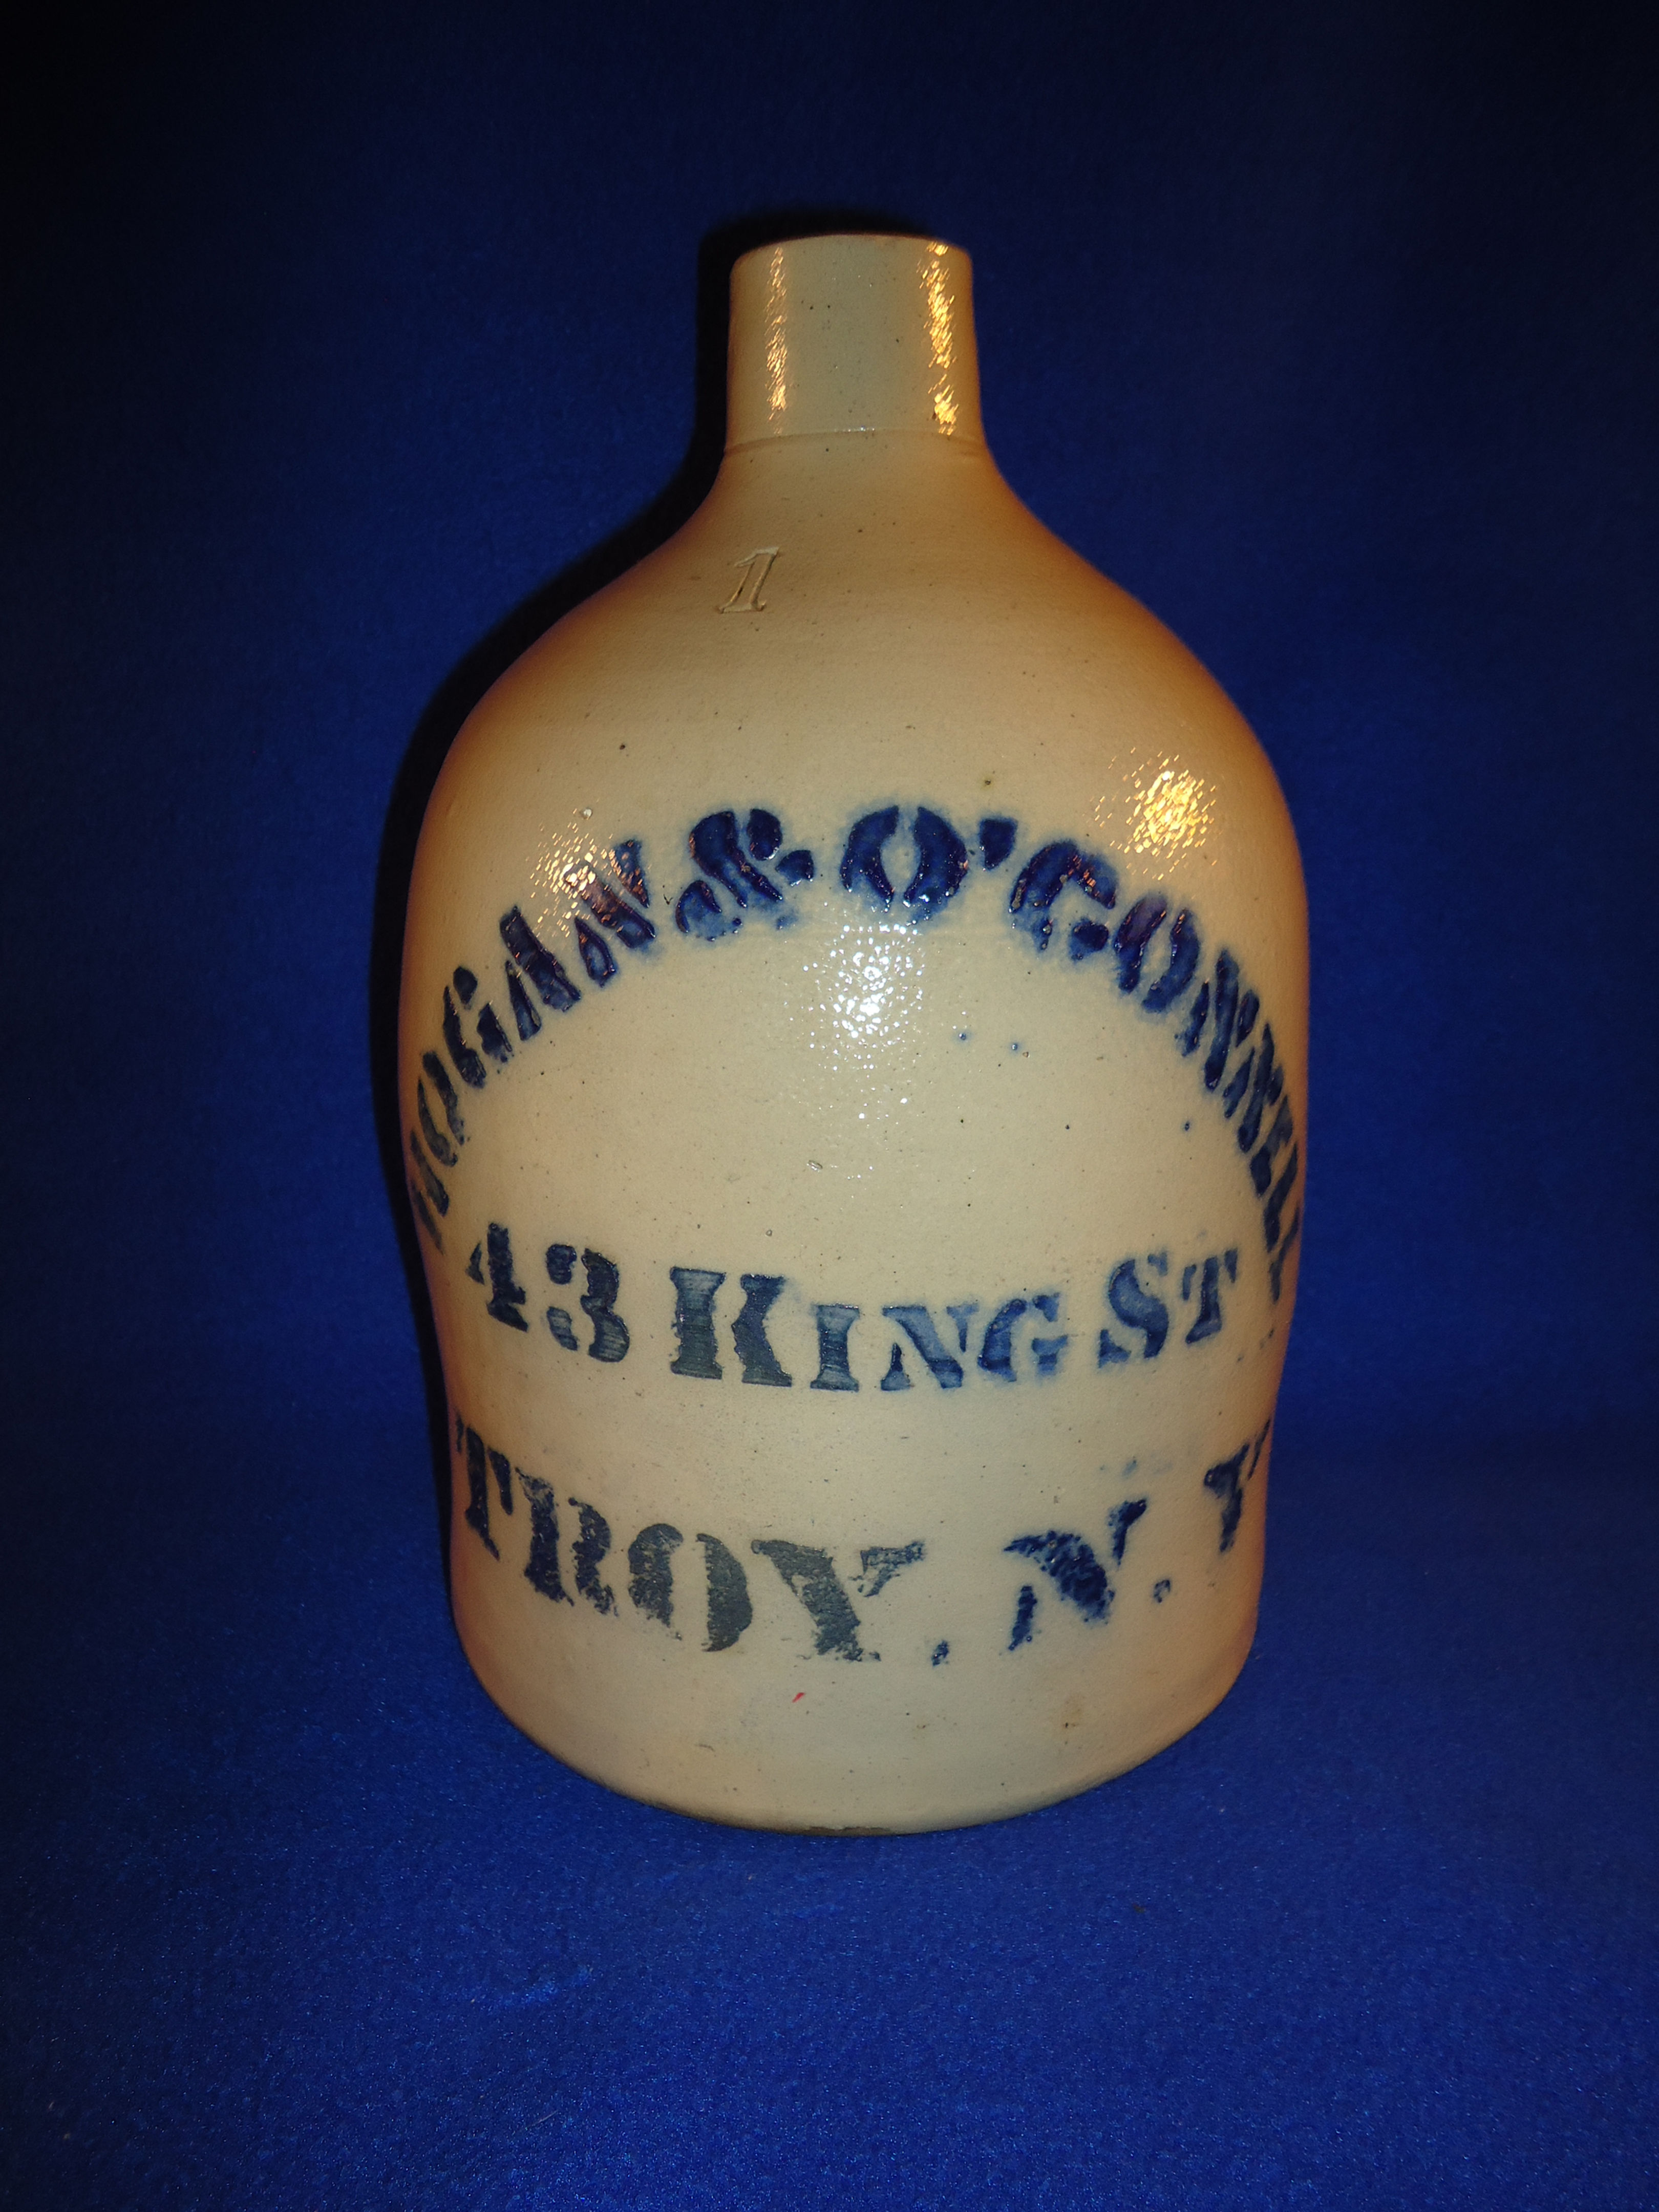 1
HOGAN & O'CONNELL
43 KING ST
TROY, N. Y